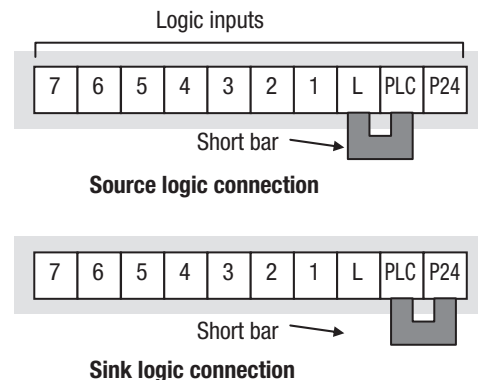 Logic inputs
7 6 5 4 3 2 1 L PLC P24
Short bar
Source logic connection
7 6 5 4 3 2 1 L PLC P24
Short bar
Sink logic connection